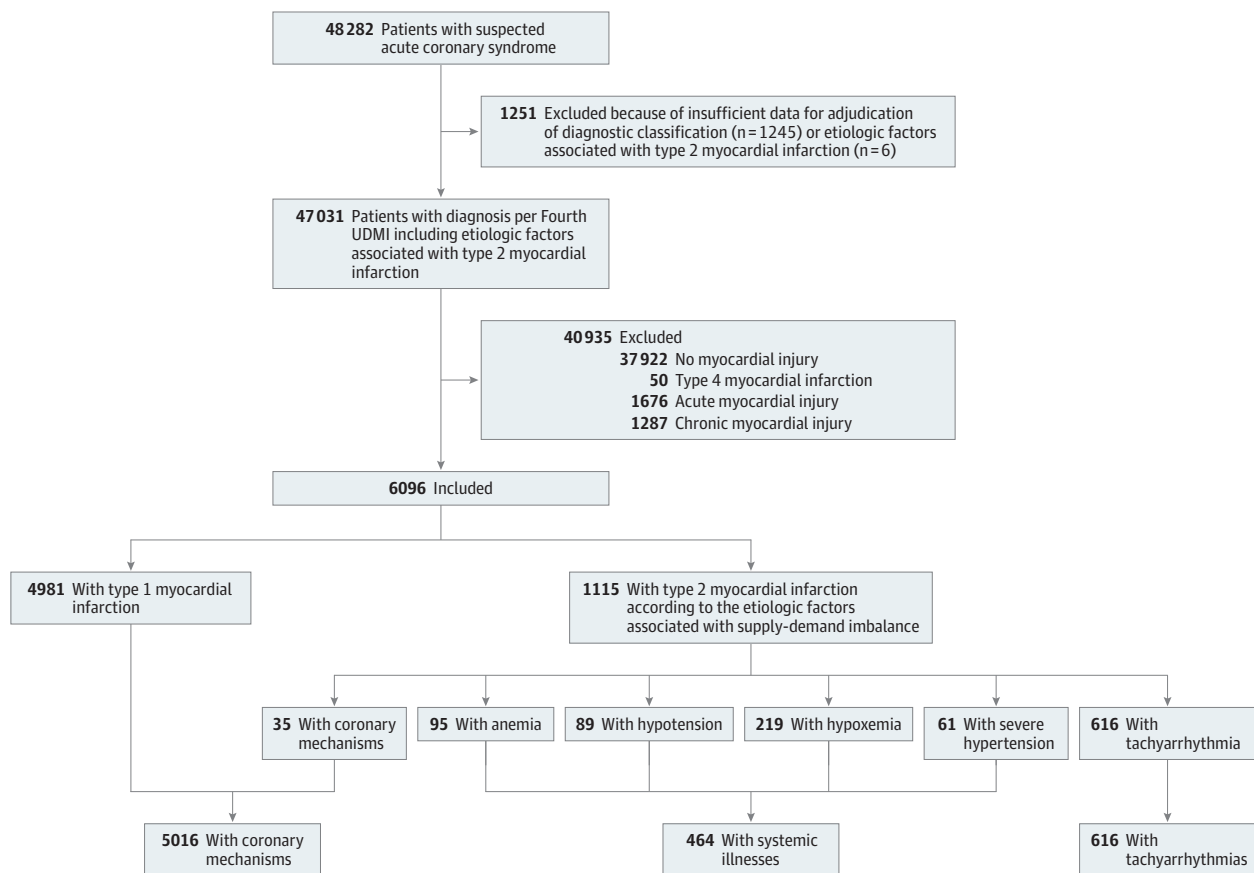 48 282 Patients with suspected
acute coronary syndrome
1251 Excluded because of insufficient data for adjudication
of diagnostic classification (n = 1245) or etiologic factors
associated with type 2 myocardial infarction (n = 6)
47 031 Patients with diagnosis per Fourth
UDMI including etiologic factors
associated with type 2 myocardial
infarction
40 935 Excluded
37 922 No myocardial injury
50 Type 4 myocardial infarction
1676 Acute myocardial injury
1287 Chronic myocardial injury
6096 Included
4981 With type 1 myocardial
infarction
1115 With type 2 myocardial infarction
according to the etiologic factors
associated with supply-demand imbalance
35 With coronary
mechanisms
95 With anemia
89 With hypotension
219 With hypoxemia
61 With severe
hypertension
616 With
tachyarrhythmia
5016 With coronary
mechanisms
464 With systemic
illnesses
616 With
tachyarrhythmias